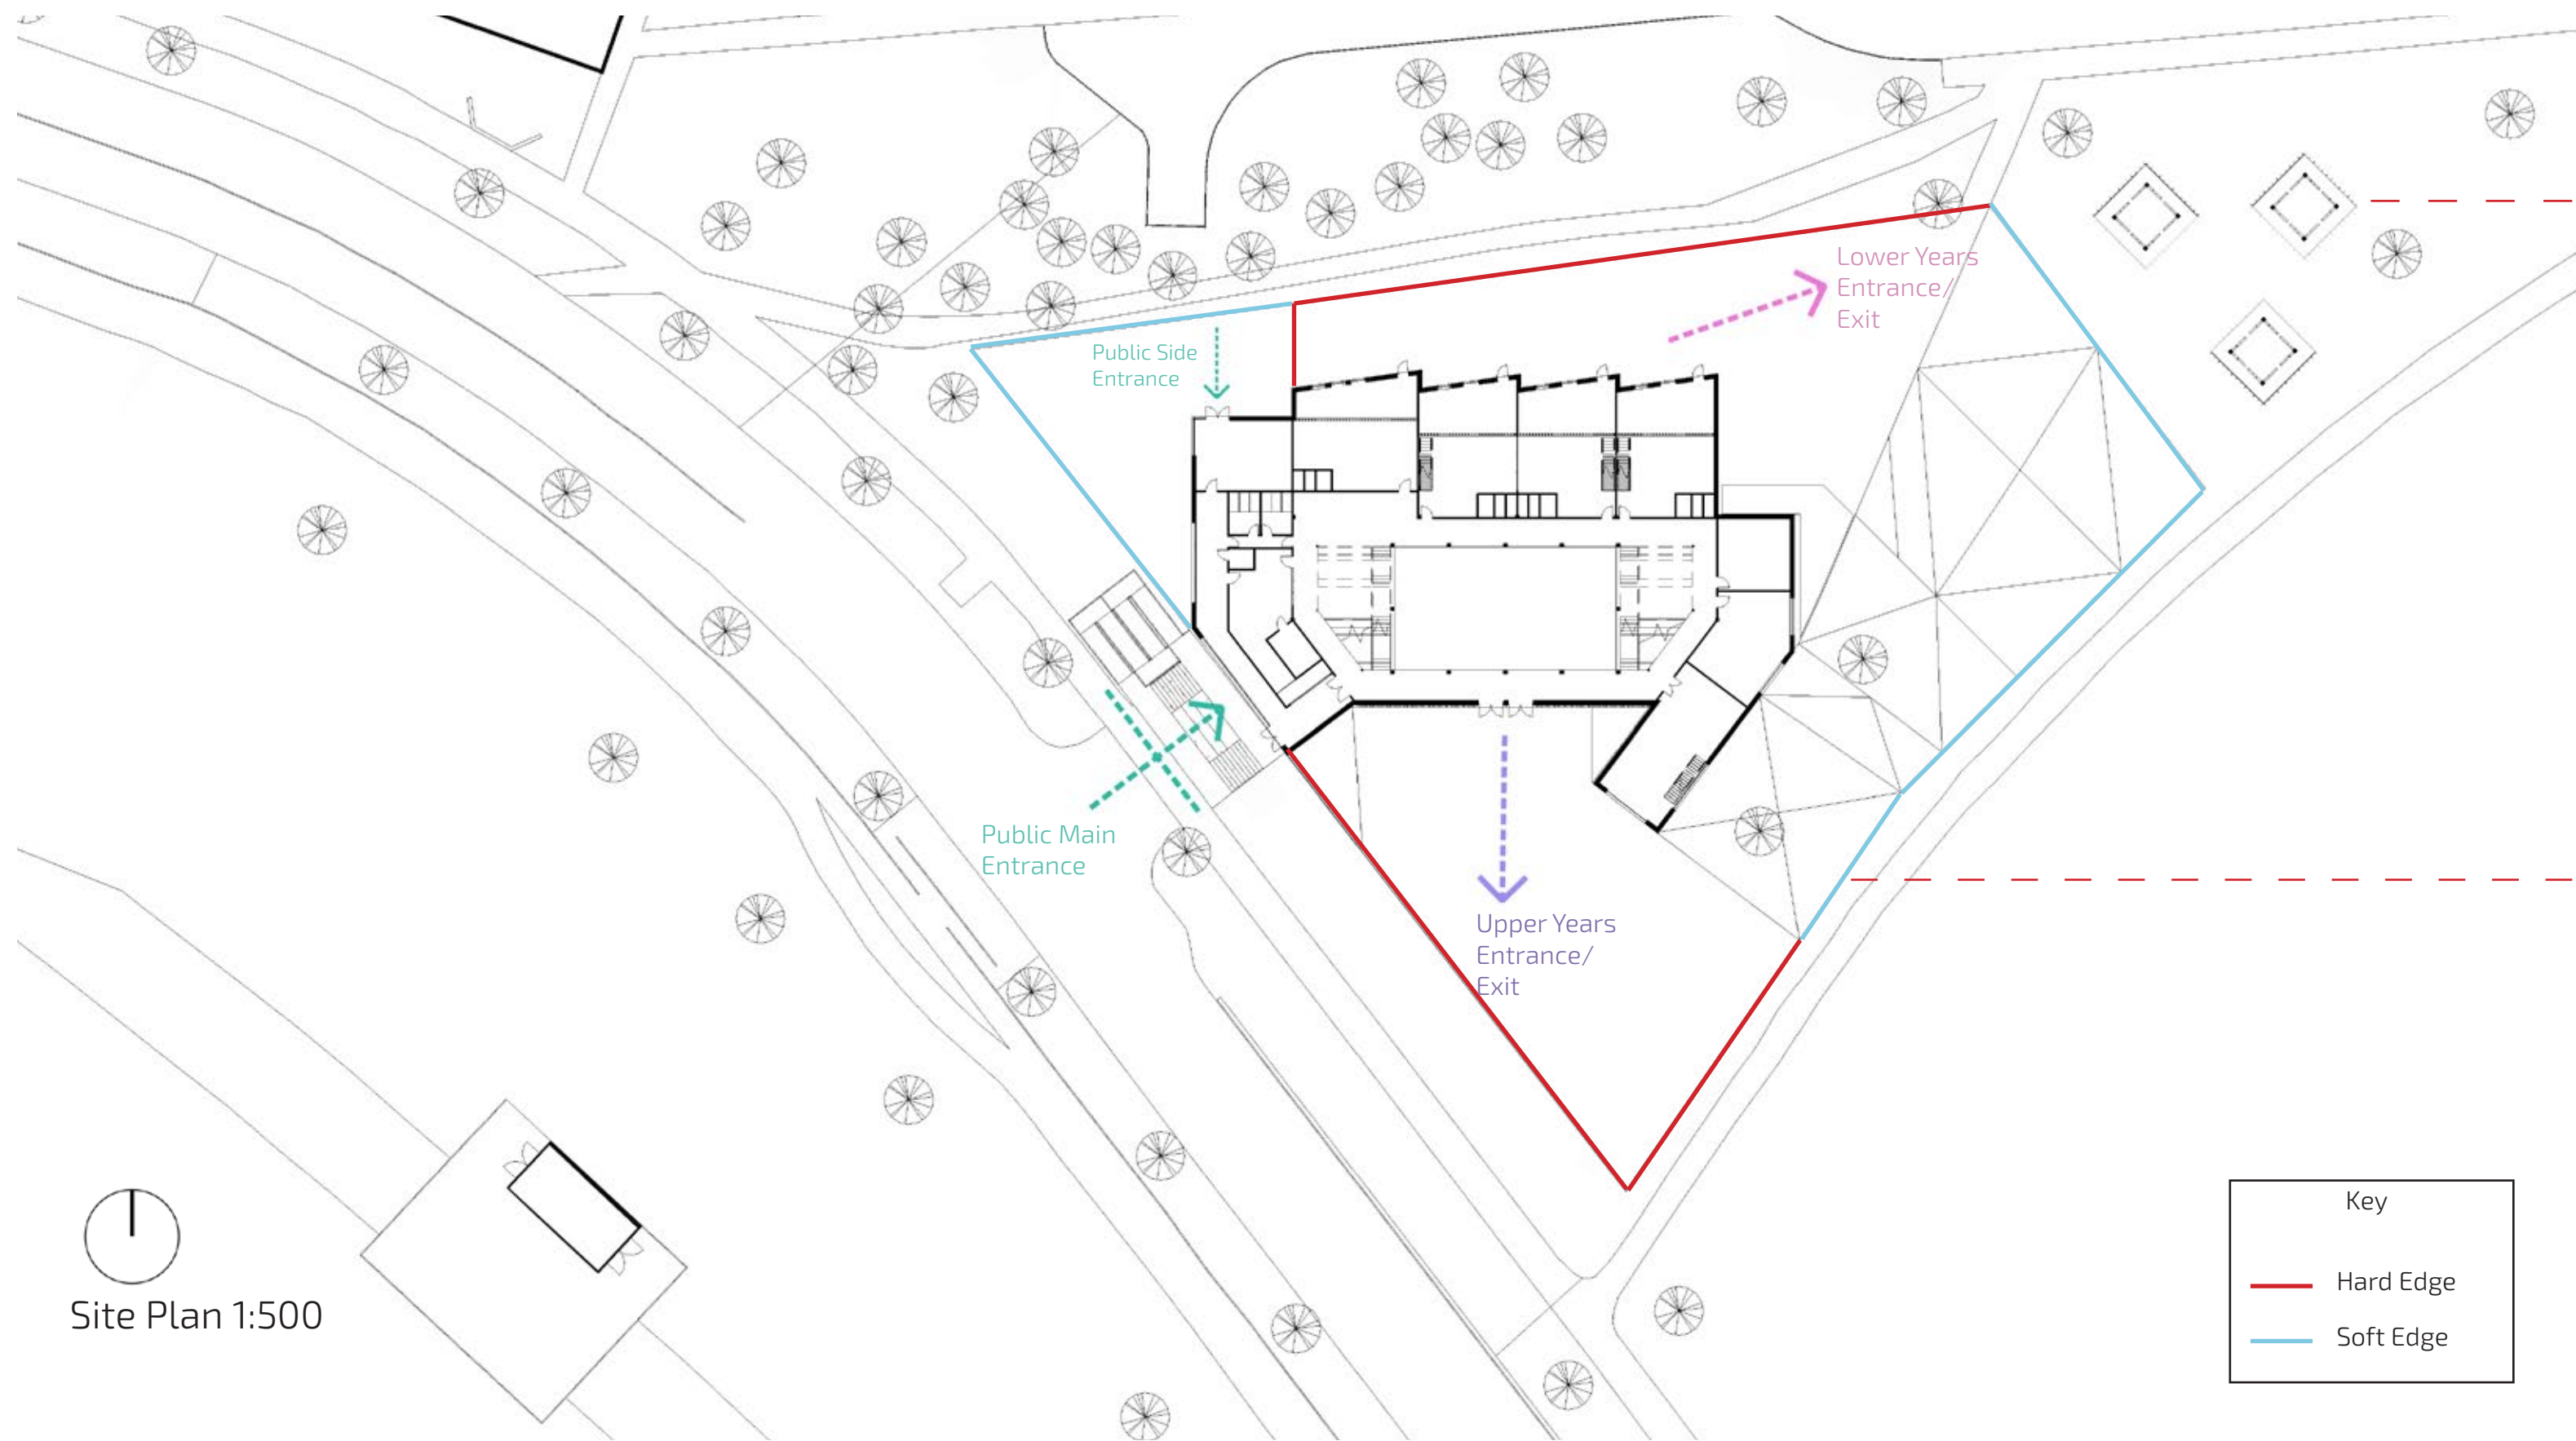 Lower Years
Entrance/
Exit
Public Side
Entrance
Public Main
Entrance
Upper Years
Entrance/
Exit
Key
Hard Edge
Soft Edge
Site Plan 1:500